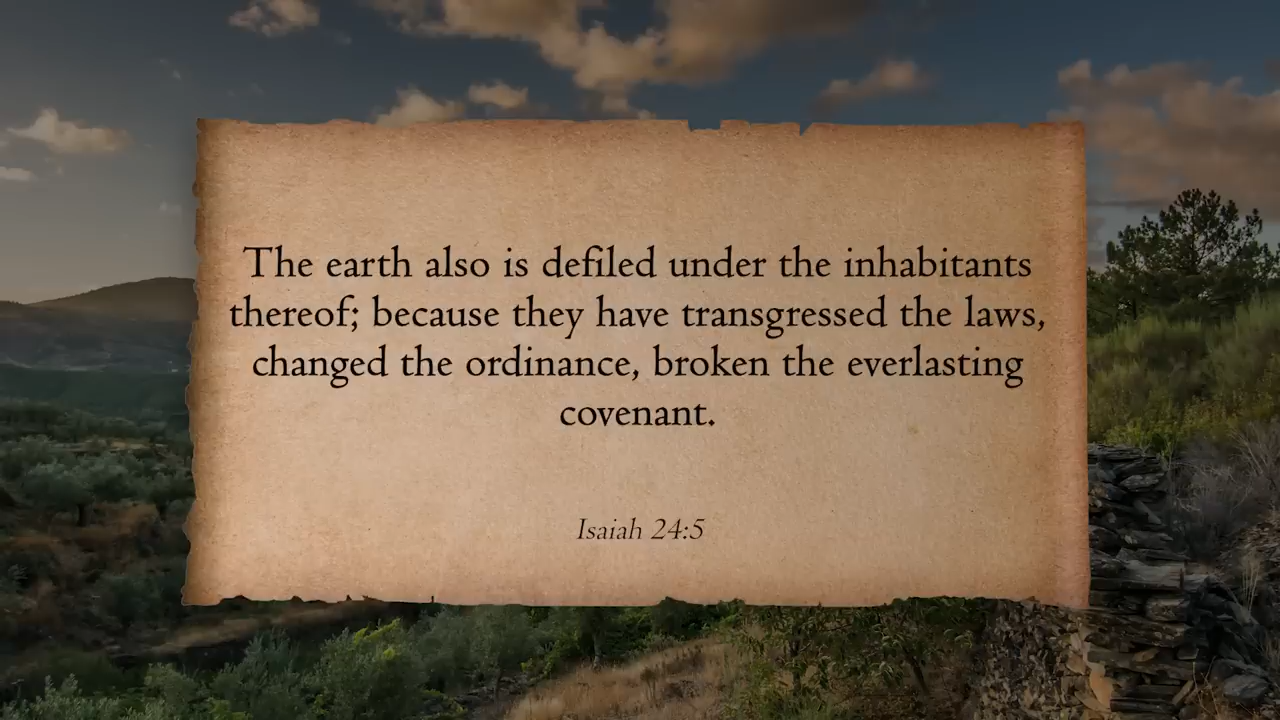 The earth also is defiled under the inhabitants
thereof; because they have transgressed the laws,
changed the ordinance, broken the everlasting
covenant.
Isaiah 24:5